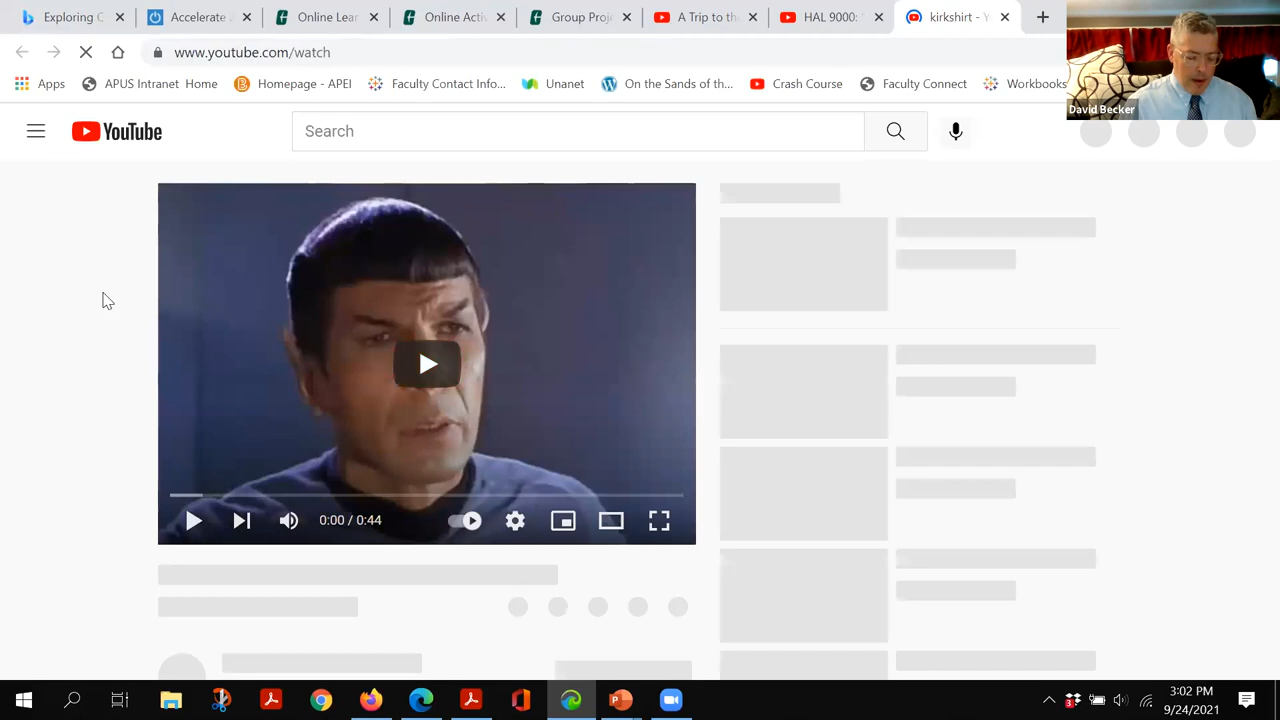 Exploring C
Accelerate
Online Lea
Online Acti
Group Proj
A Trip to th
HAL 9000:
kirkshirt - Y
www.youtube.com/watch
Apps
APUS Intranet Home
Homepage - APEI
Faculty Contact Info...
Unanet
On the Sands of th...
Crash Course
Faculty Connect
Workbooks
David Becker
YouTube
Search
0:00 / 0:44
3
3:02 PM
9/24/2021